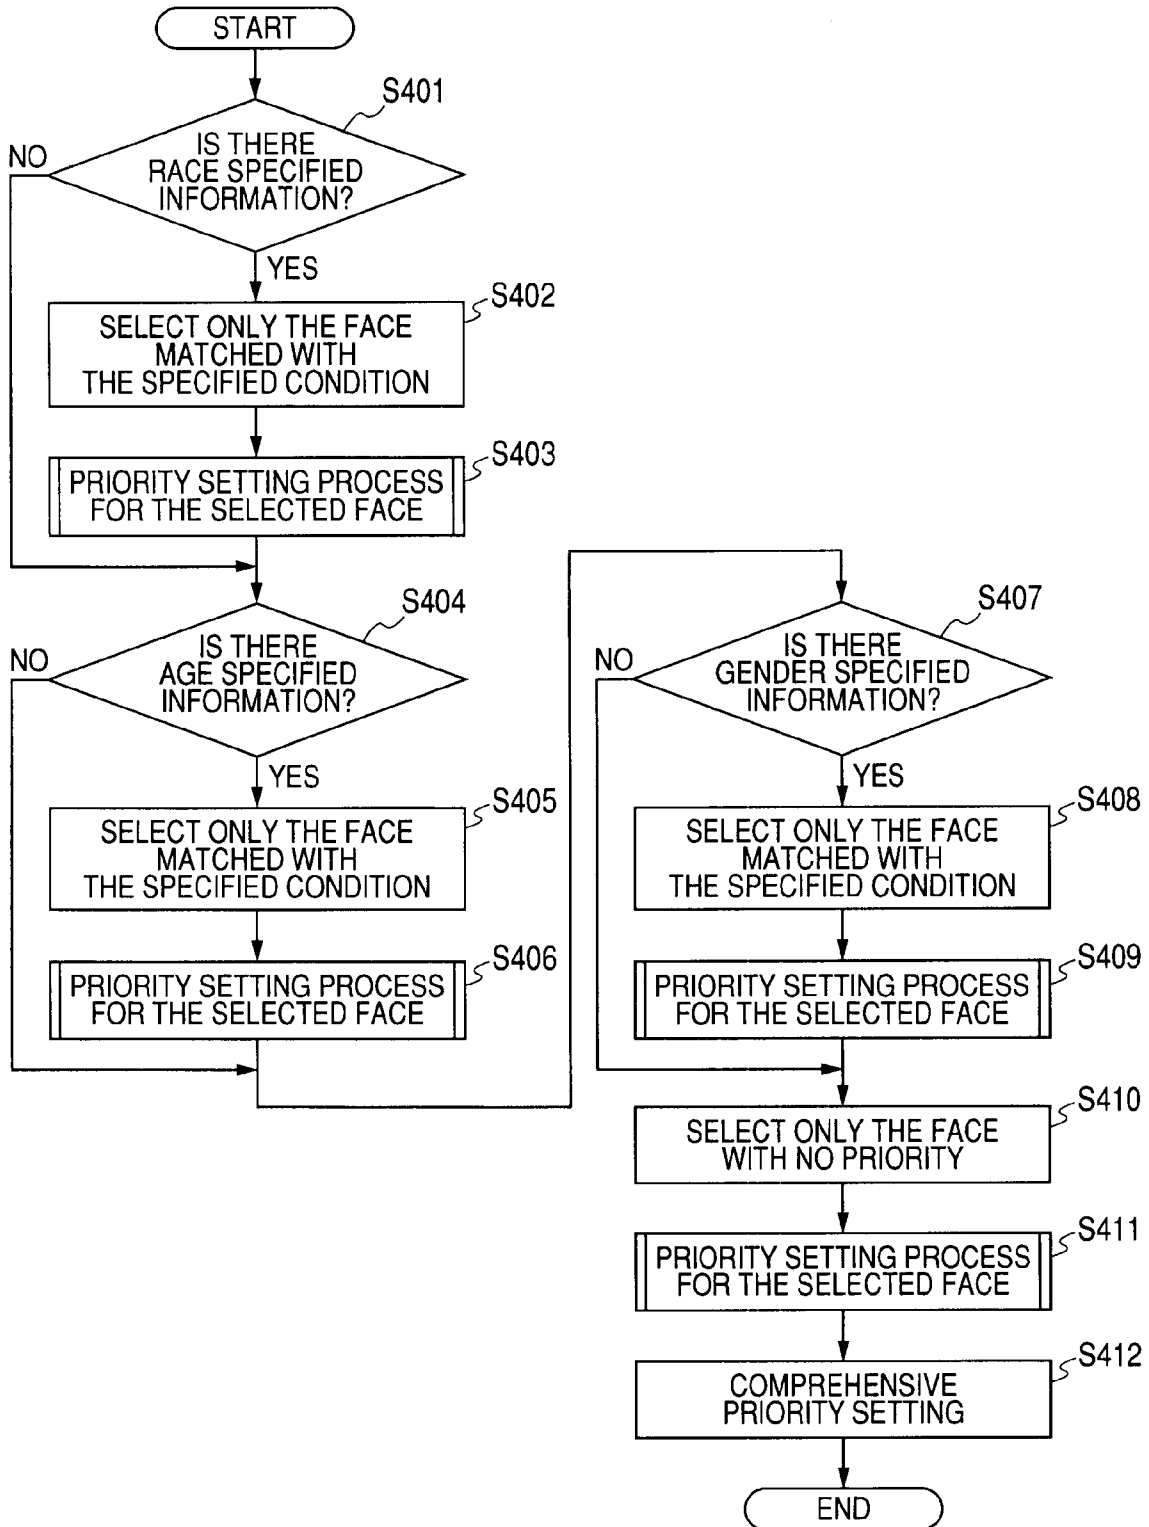 START
S401
IS THERE
RACE SPECIFIED
INFORMATION?
NO
YES
S402
SELECT ONLY THE FACE
MATCHED WITH
THE SPECIFIED CONDITION
S403
PRIORITY SETTING PROCESS
FOR THE SELECTED FACE
S404
IS THERE
AGE SPECIFIED
INFORMATION?
NO
YES
S405
SELECT ONLY THE FACE
MATCHED WITH
THE SPECIFIED CONDITION
S406
PRIORITY SETTING PROCESS
FOR THE SELECTED FACE
S407
IS THERE
GENDER SPECIFIED
INFORMATION?
NO
YES
S408
SELECT ONLY THE FACE
MATCHED WITH
THE SPECIFIED CONDITION
S409
PRIORITY SETTING PROCESS
FOR THE SELECTED FACE
S410
SELECT ONLY THE FACE
WITH NO PRIORITY
S411
PRIORITY SETTING PROCESS
FOR THE SELECTED FACE
S412
COMPREHENSIVE
PRIORITY SETTING
END